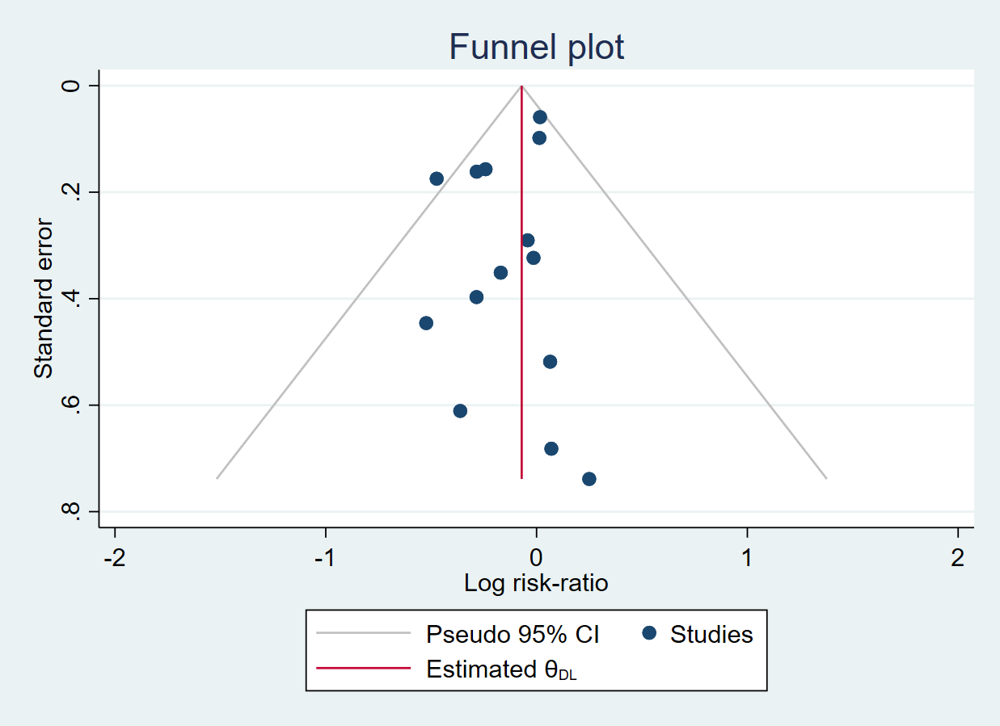 Funnel plot
Standard error
0
.2
.4
.6
.8
-2 -1 0 1 2
Log risk-ratio
Pseudo 95% CI Studies
Estimated θDL